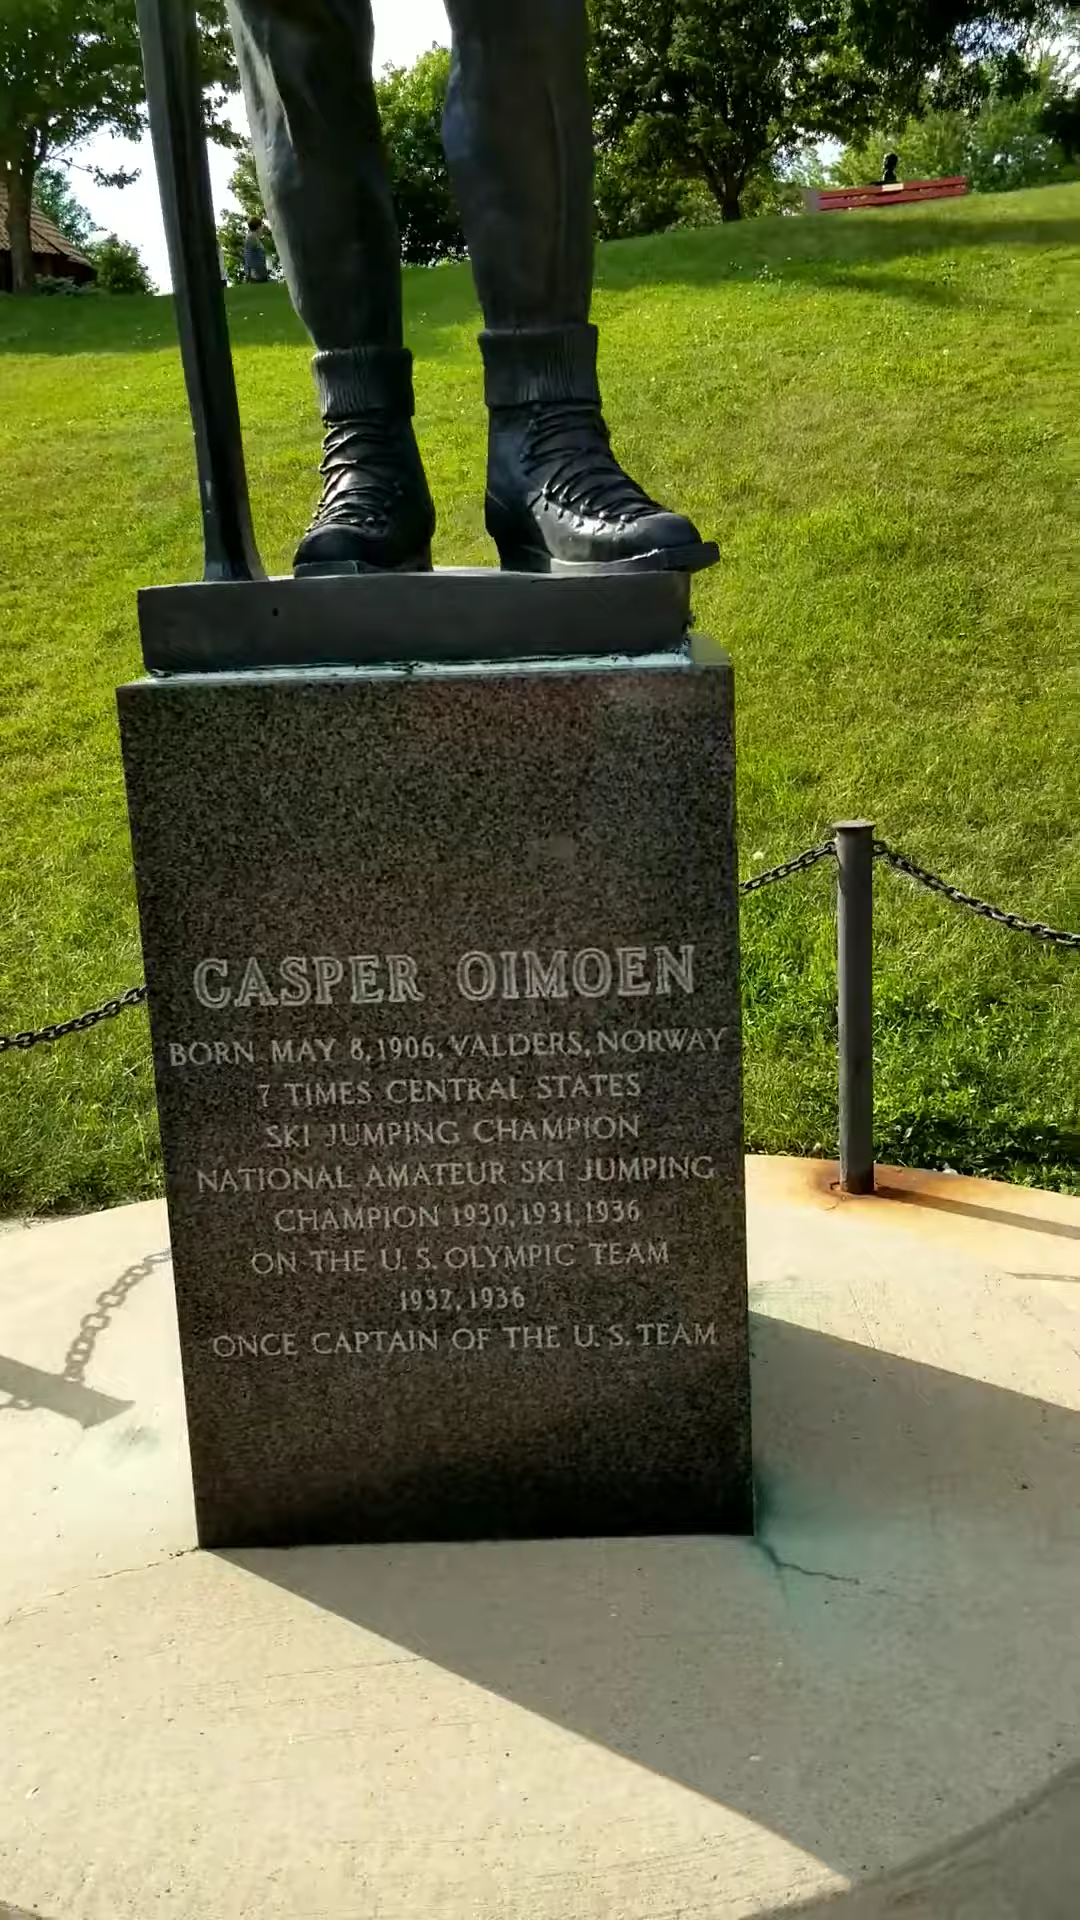 CASPER OIMOEN
BORN MAY 8, 1906, VALDERS, NORWAY
7 TIMES CENTRAL STATES
SKI JUMPING CHAMPION
NATIONAL AMATEUR SKI JUMPING
CHAMPION 1930, 1931, 1936
ON THE U. S. OLYMPIC TEAM
1932, 1936
ONCE CAPTAIN OF THE U. S. TEAM